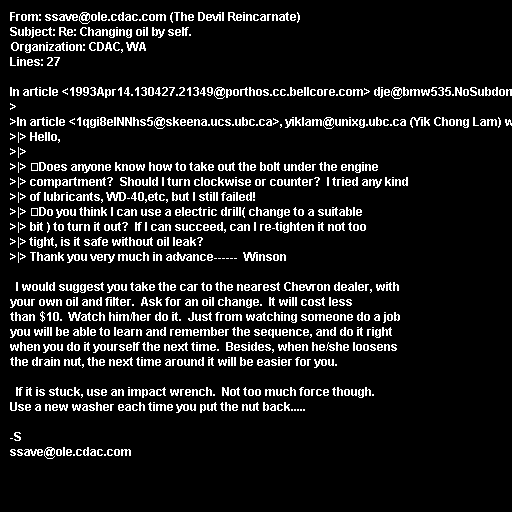 From: ssave@ole.cdac.com (The Devil Reincarnate)
Subject: Re: Changing oil by self.
Organization: CDAC, WA
Lines: 27

In article <1993Apr14.130427.21349@porthos.cc.bellcore.com> dje@bmw535.NoSubdom
>
>In article <1qgi8eINNhs5@skeena.ucs.ubc.ca>, yiklam@unixg.ubc.ca (Yik Chong Lam) w
>|> Hello,
>|>
>|> Does anyone know how to take out the bolt under the engine
>|> compartment?  Should I turn clockwise or counter?  I tried any kind
>|> of lubricants, WD-40,etc, but I still failed!
>|> Do you think I can use a electric drill( change to a suitable
>|> bit ) to turn it out?  If I can succeed, can I re-tighten it not too
>|> tight, is it safe without oil leak?
>|> Thank you very much in advance------  Winson

  I would suggest you take the car to the nearest Chevron dealer, with
your own oil and filter.  Ask for an oil change.  It will cost less
than $10.  Watch him/her do it.  Just from watching someone do a job
you will be able to learn and remember the sequence, and do it right
when you do it yourself the next time.  Besides, when he/she loosens
the drain nut, the next time around it will be easier for you.

  If it is stuck, use an impact wrench.  Not too much force though.
Use a new washer each time you put the nut back.....

-S
ssave@ole.cdac.com